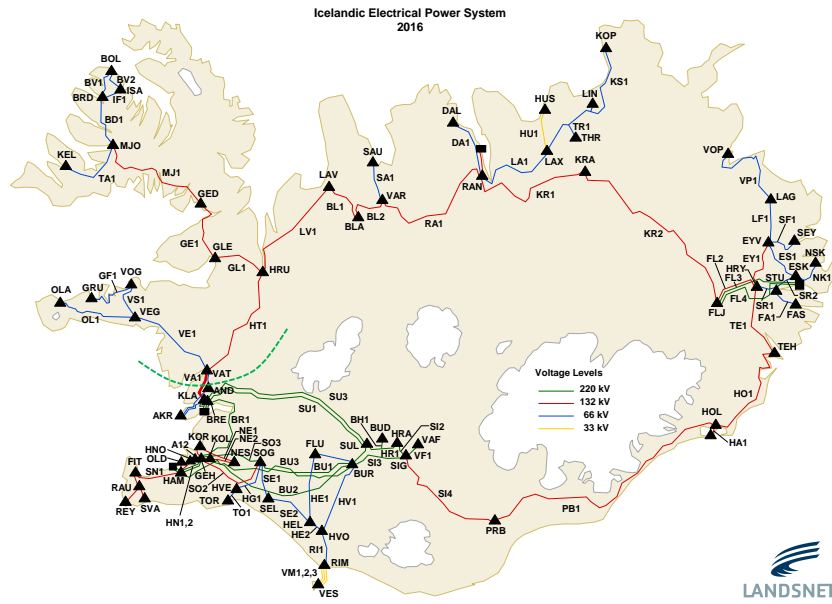 Icelandic Electrical Power System
2016
KOP
BOL
BV1
BV2
ISA
BRD
IF1
KS1
LIN
HUS
BD1
DAL
HU1
TR1
THR
MJO
DA1
KEL
SAU
VOP
LAX
LA1
TA1
MJ1
SA1
RAN
KRA
VP1
LAV
GED
VAR
KR1
LAG
BL1
BL2
BLA
RA1
LF1
SF1
LV1
KR2
SEY
GE1
GLE
EYV
ES1
NSK
FL2
EY1
GL1
HRU
HRY
STU
ESK
VOG
FL3
NK1
GF1
OLA
GRU
FL4
SR1
SR2
VS1
FLJ
FA1
FAS
OL1
VEG
TE1
HT1
VE1
TEH
VAT
VA1
Voltage Levels
220 kV
132 kV
66 kV
33 kV
KLA
AND
SU3
HO1
SU1
AKR
BRE
BR1
HOL
BH1
BUD
HRA
SI2
NE1
HA1
KOR
KOL
NE2
SO3
FLU
SUL
VAF
A12
HR1
VF1
HNO
NES/SOG
SIG
OLD
BU3
BU1
SI3
BUR
FIT
SN1
GEH
HAM
SE1
BU2
SO2
HVE
HE1
HV1
SI4
RAU
HG1
SEL
REY
SVA
TOR
TO1
SE2
PB1
HN1,2
HEL
HE2
HVO
PRB
RI1
RIM
VM1,2,3
VES
LANDSNET